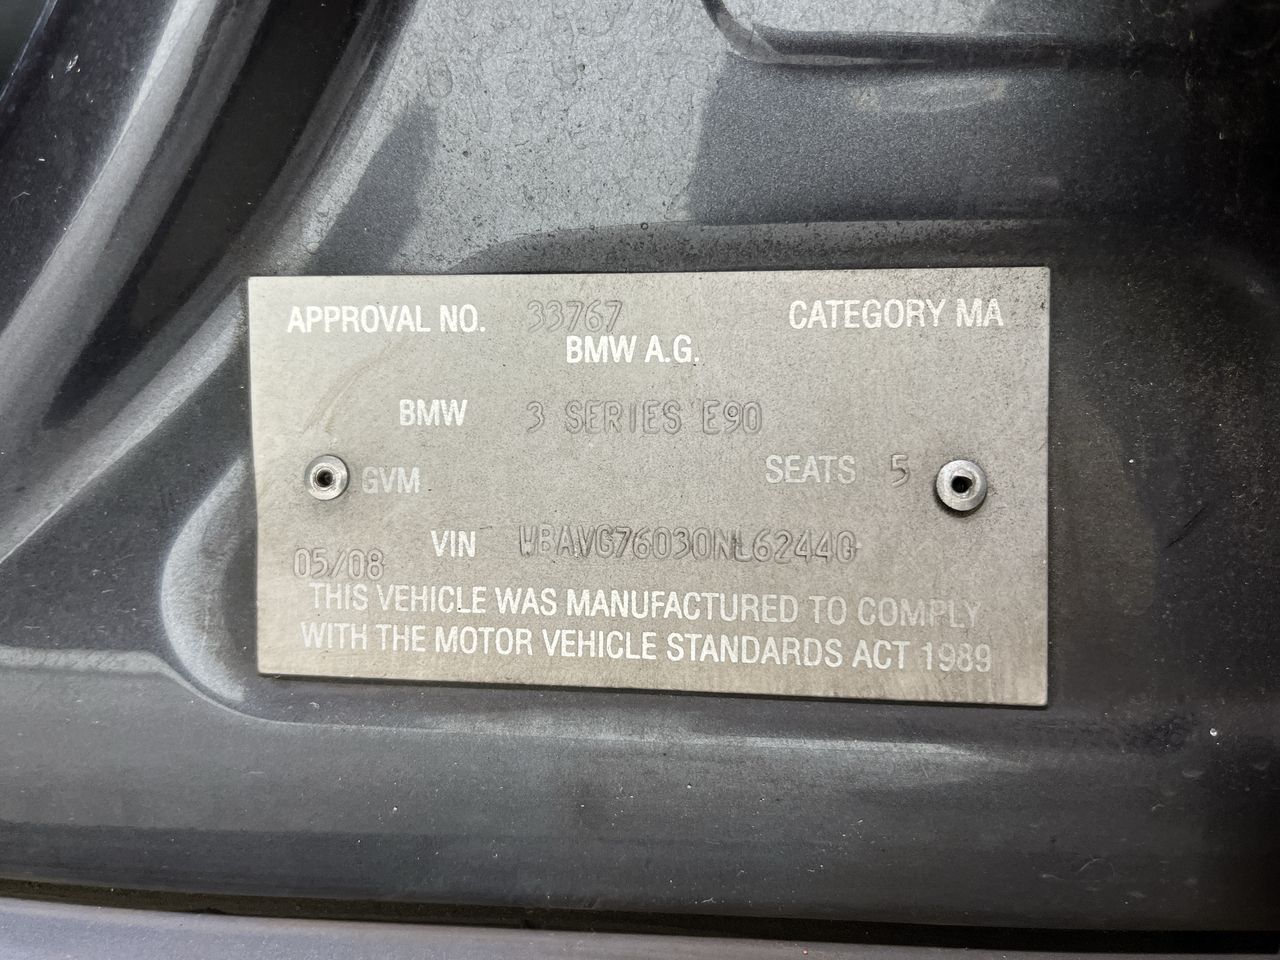 APPROVAL NO. 33767 CATEGORY MA
BMW A.G.
BMW 3 SERIES E90
GVM SEATS 5
VIN WBAVG76030NL62440
05/08
THIS VEHICLE WAS MANUFACTURED TO COMPLY
WITH THE MOTOR VEHICLE STANDARDS ACT 1989